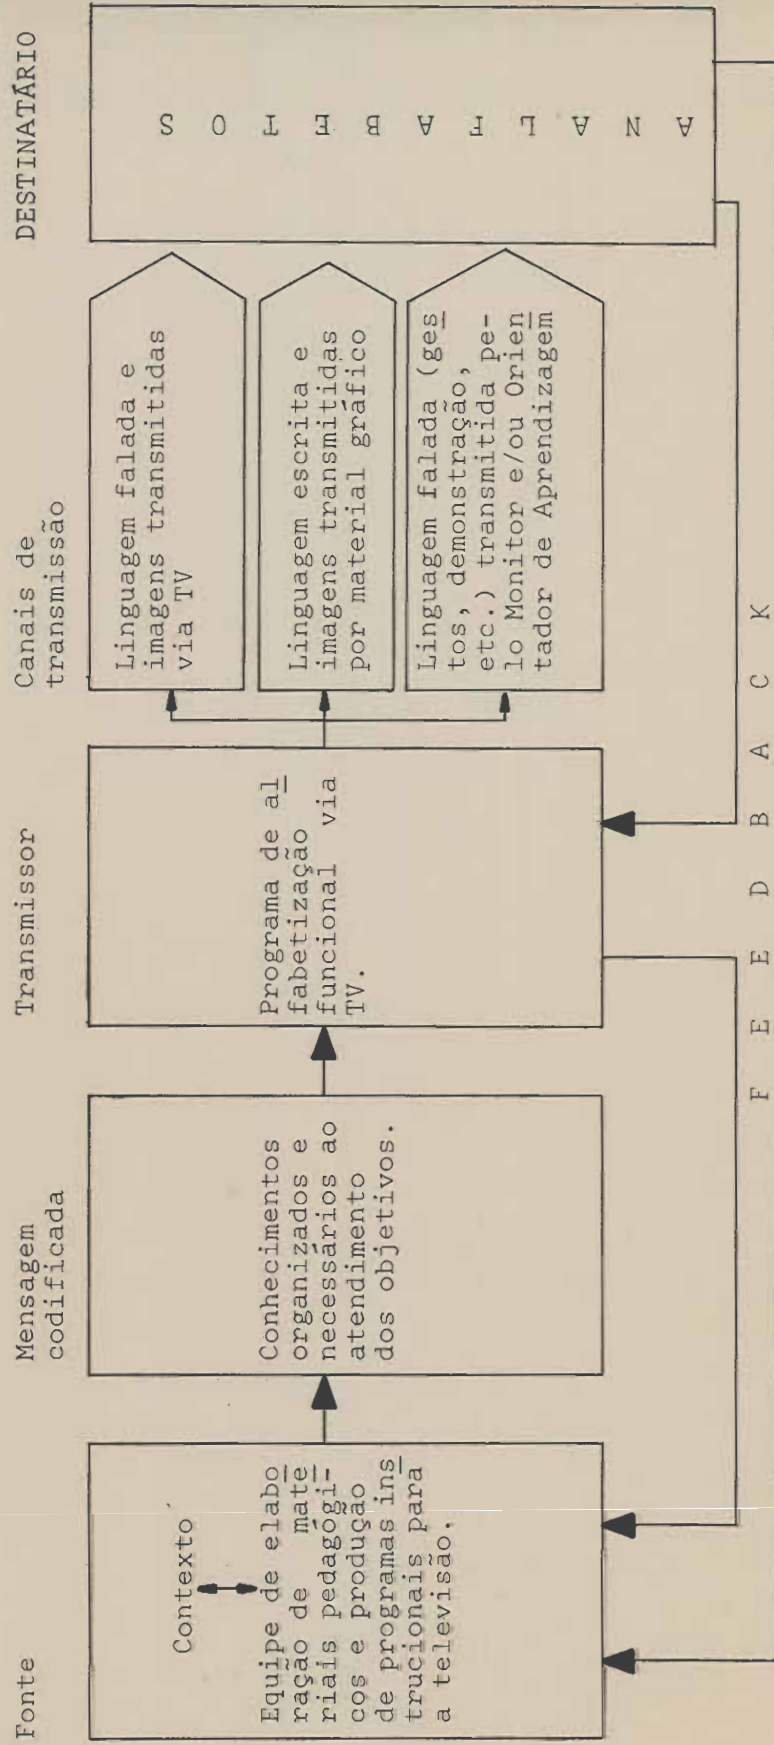 Fonte
Contexto
Equipe de elabo
ração de mate
riais pedagógi-
cos e produção
de programas ins
trucionais para
a televisão.
Mensagem
codificada
Conhecimentos
organizados e
necessários ao
atendimento
dos objetivos.
Transmissor
Programa de al
fabetização
funcional via
TV.
Canais de
transmissão
Linguagem falada e
imagens transmitidas
via TV
Linguagem escrita e
imagens transmitidas
por material gráfico
Linguagem falada (ges
tos, demonstração,
etc.) transmitida pe-
lo Monitor e/ou Orien
tador de Aprendizagem
DESTINATÁRIO
A N A L F A B E T O S
F E E D B A C K